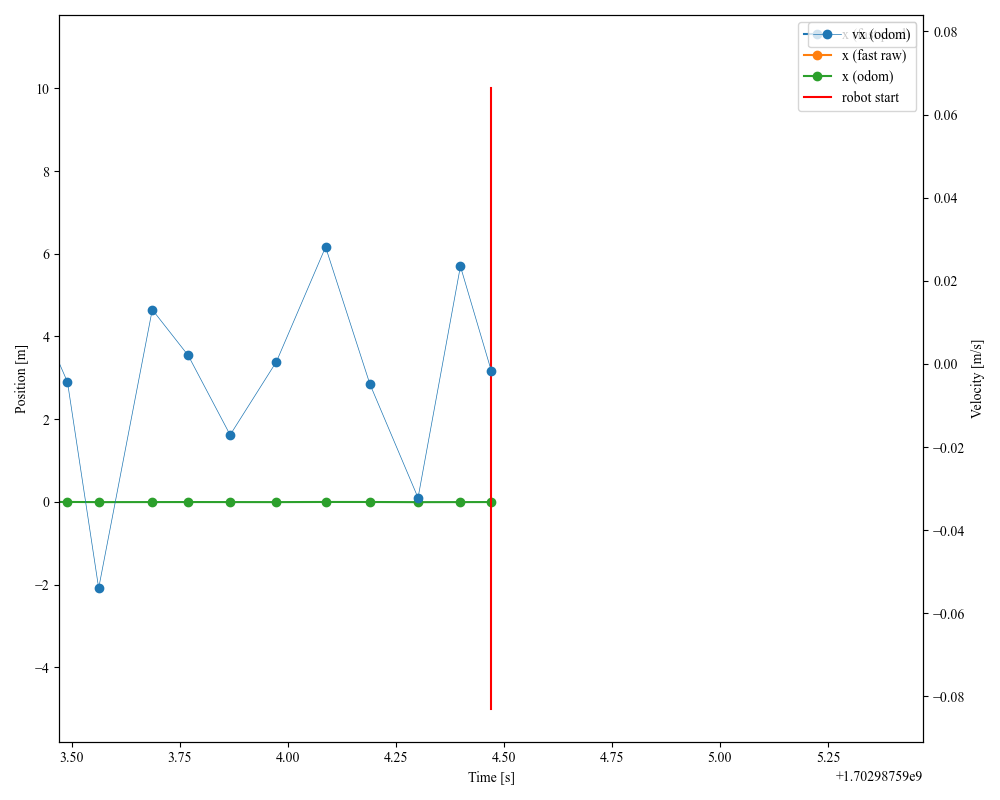 10
8
6
4
2
0
−2
−4
Position [m]
vx (odom)
x (fast raw)
x (odom)
robot start
0.08
0.06
0.04
0.02
0.00
−0.02
−0.04
−0.06
−0.08
Velocity [m/s]
3.50 3.75 4.00 4.25 4.50 4.75 5.00 5.25
Time [s]
+1.70298759e9